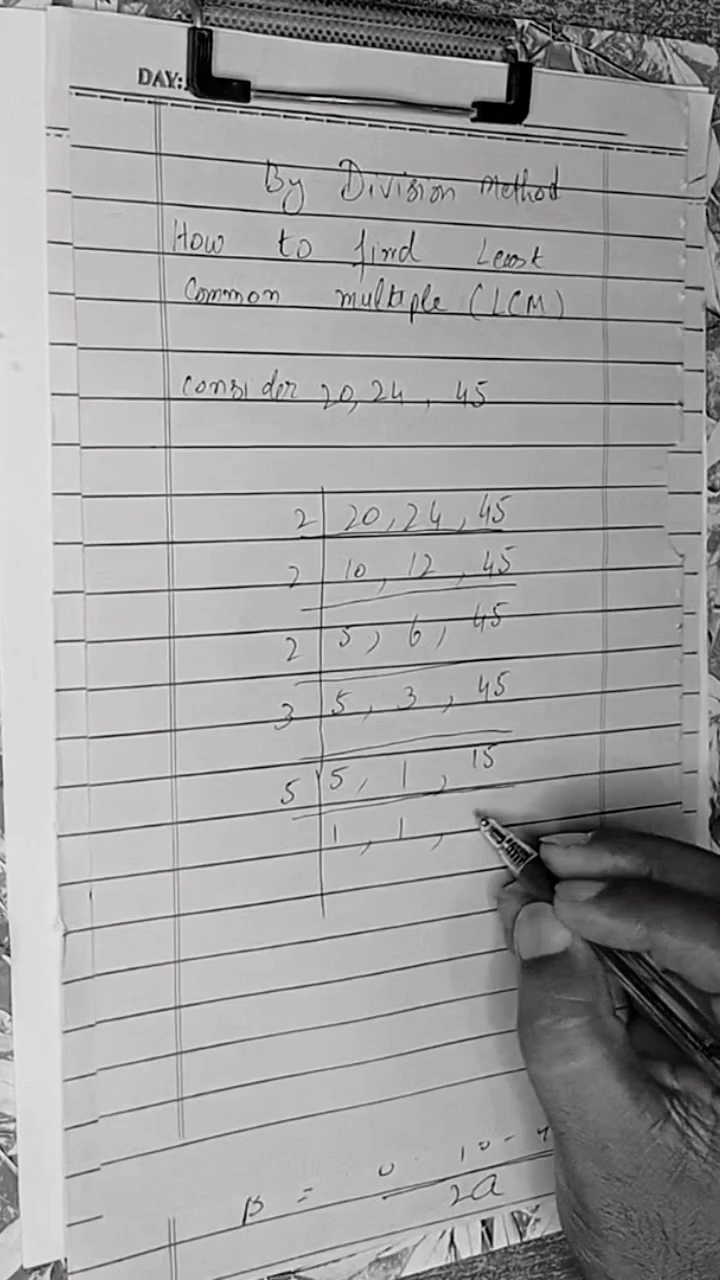 DAY:
By Division Method
How to find Least
Common multiple (LCM)
Consider 20, 24, 45
2 | 20, 24, 45
2 | 10, 12, 45
2 | 5, 6, 45
3 | 5, 3, 45
5 | 5, 1, 15
1, 1,
2a